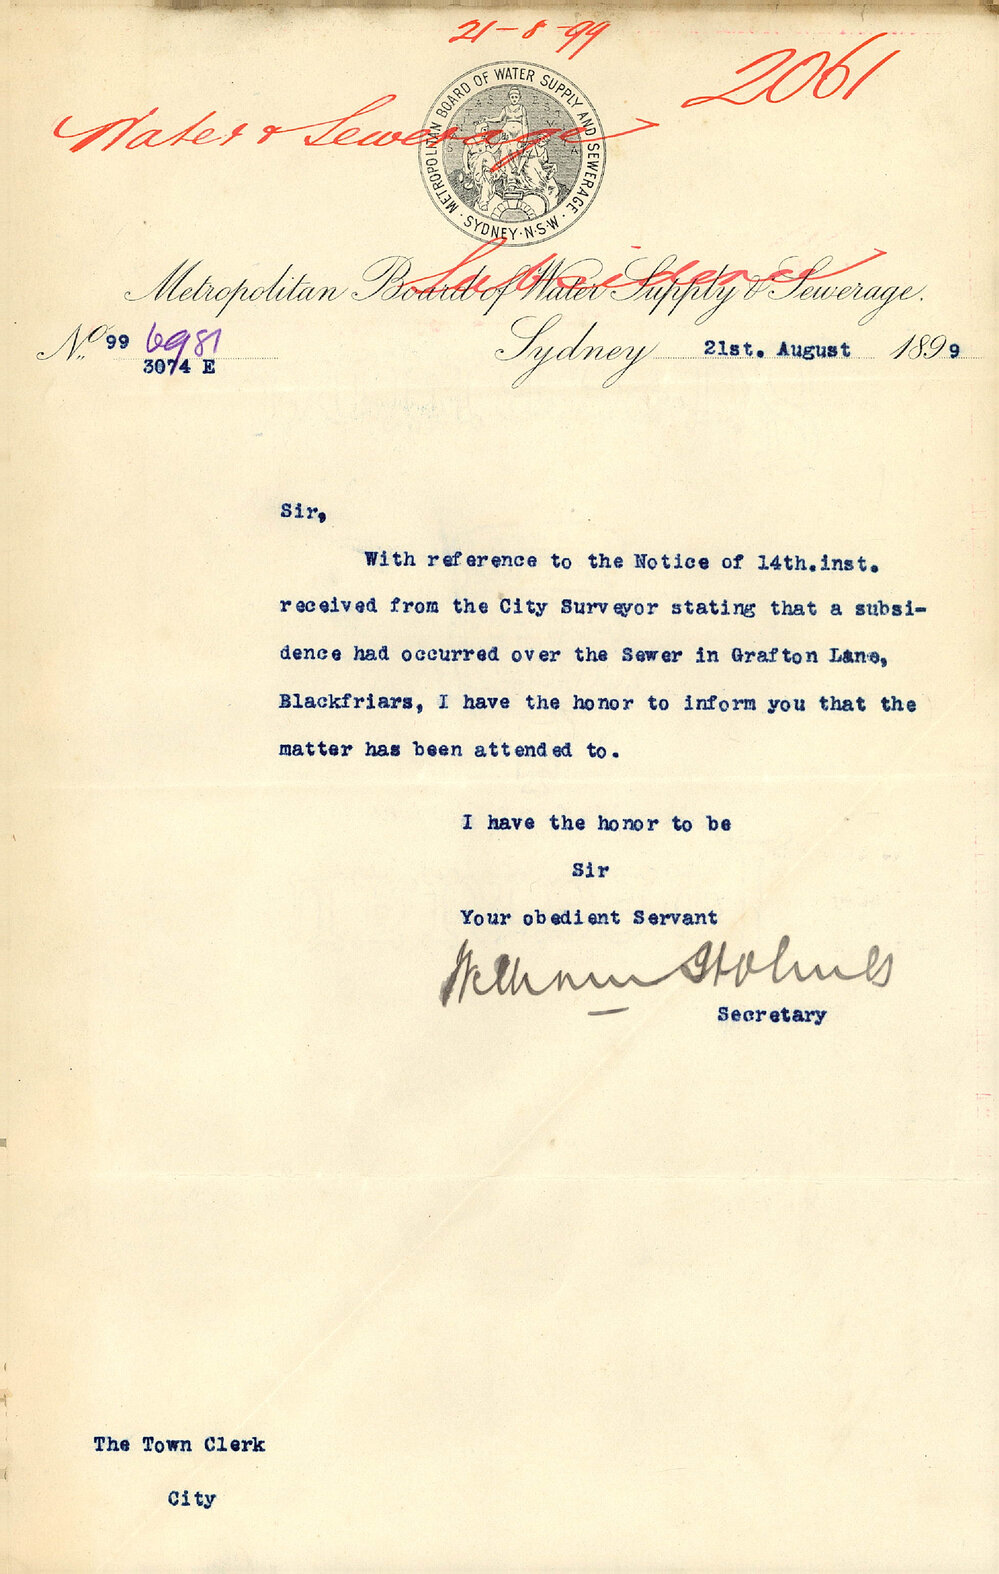 21-8-99
2061
Water & Sewerage
METROPOLITAN BOARD OF WATER SUPPLY AND SEWERAGE
· SYDNEY · N·S·W ·
Subsidence
Metropolitan Board of Water Supply & Sewerage.
No. 99 6981
3074 E
Sydney 21st. August 1899
Sir,
With reference to the Notice of 14th.inst.
received from the City Surveyor stating that a subsi-
dence had occurred over the Sewer in Grafton Lane,
Blackfriars, I have the honor to inform you that the
matter has been attended to.
I have the honor to be
Sir
Your obedient Servant
William Holmes
Secretary
The Town Clerk
City